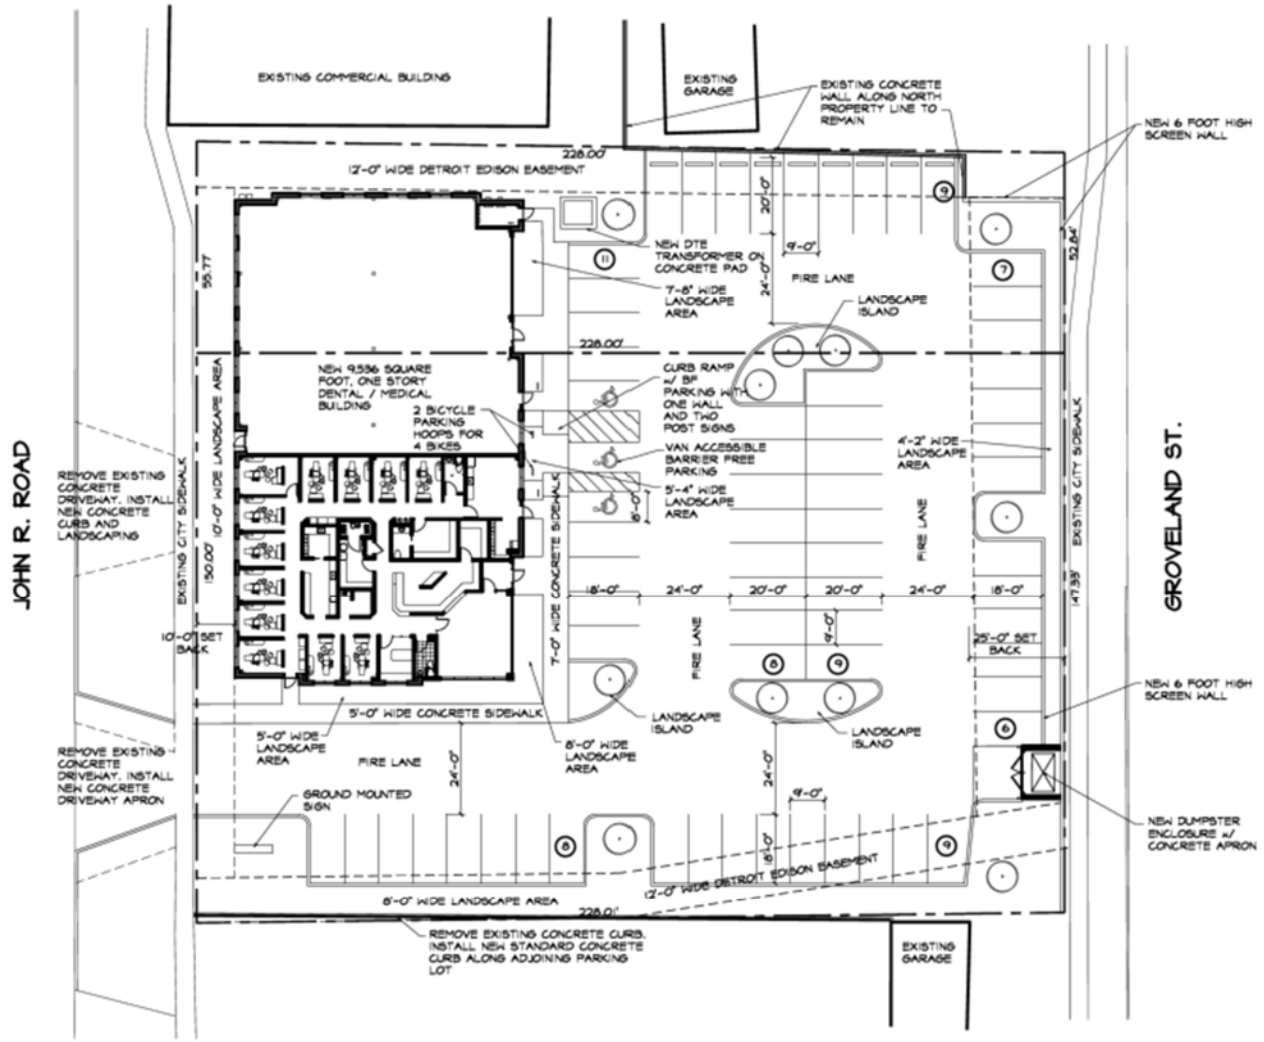 EXISTING COMMERCIAL BUILDING
EXISTING
GARAGE
EXISTING CONCRETE
WALL ALONG NORTH
PROPERTY LINE TO
REMAIN
NEW 6 FOOT HIGH
SCREEN WALL
228.00'
12'-0" WIDE DETROIT EDISON EASEMENT
9
20'-0"
52.84'
NEW DTE
TRANSFORMER ON
CONCRETE PAD
11
9'-0"
24'-0"
FIRE LANE
7
55.77
7'-8" WIDE
LANDSCAPE
AREA
LANDSCAPE
ISLAND
228.00'
NEW 9,536 SQUARE
FOOT, ONE STORY
DENTAL / MEDICAL
BUILDING
2 BICYCLE
PARKING
HOOPS FOR
4 BIKES
CURB RAMP
w/ BF
PARKING WITH
ONE WALL
AND TWO
POST SIGNS
VAN ACCESSIBLE
BARRIER FREE
PARKING
5'-4" WIDE
LANDSCAPE
AREA
8'-0"
4'-2" WIDE
LANDSCAPE
AREA
FIRE LANE
EXISTING CITY SIDEWALK
147.33'
GROVELAND ST.
JOHN R. ROAD
REMOVE EXISTING
CONCRETE
DRIVEWAY. INSTALL
NEW CONCRETE
CURB AND
LANDSCAPING
EXISTING CITY SIDEWALK
10'-0" WIDE LANDSCAPE AREA
150.00'
10'-0" SET
BACK
7'-0" WIDE CONCRETE SIDEWALK
18'-0"
24'-0"
20'-0"
20'-0"
24'-0"
18'-0"
9'-0"
FIRE LANE
25'-0" SET
BACK
8
9
NEW 6 FOOT HIGH
SCREEN WALL
6
5'-0" WIDE CONCRETE SIDEWALK
LANDSCAPE
ISLAND
LANDSCAPE
ISLAND
REMOVE EXISTING
CONCRETE
DRIVEWAY. INSTALL
NEW CONCRETE
DRIVEWAY APRON
5'-0" WIDE
LANDSCAPE
AREA
FIRE LANE
24'-0"
8'-0" WIDE
LANDSCAPE
AREA
24'-0"
9'-0"
GROUND MOUNTED
SIGN
NEW DUMPSTER
ENCLOSURE w/
CONCRETE APRON
8
18'-0"
9
12'-0" WIDE DETROIT EDISON EASEMENT
8'-0" WIDE LANDSCAPE AREA
228.01'
REMOVE EXISTING CONCRETE CURB.
INSTALL NEW STANDARD CONCRETE
CURB ALONG ADJOINING PARKING
LOT
EXISTING
GARAGE